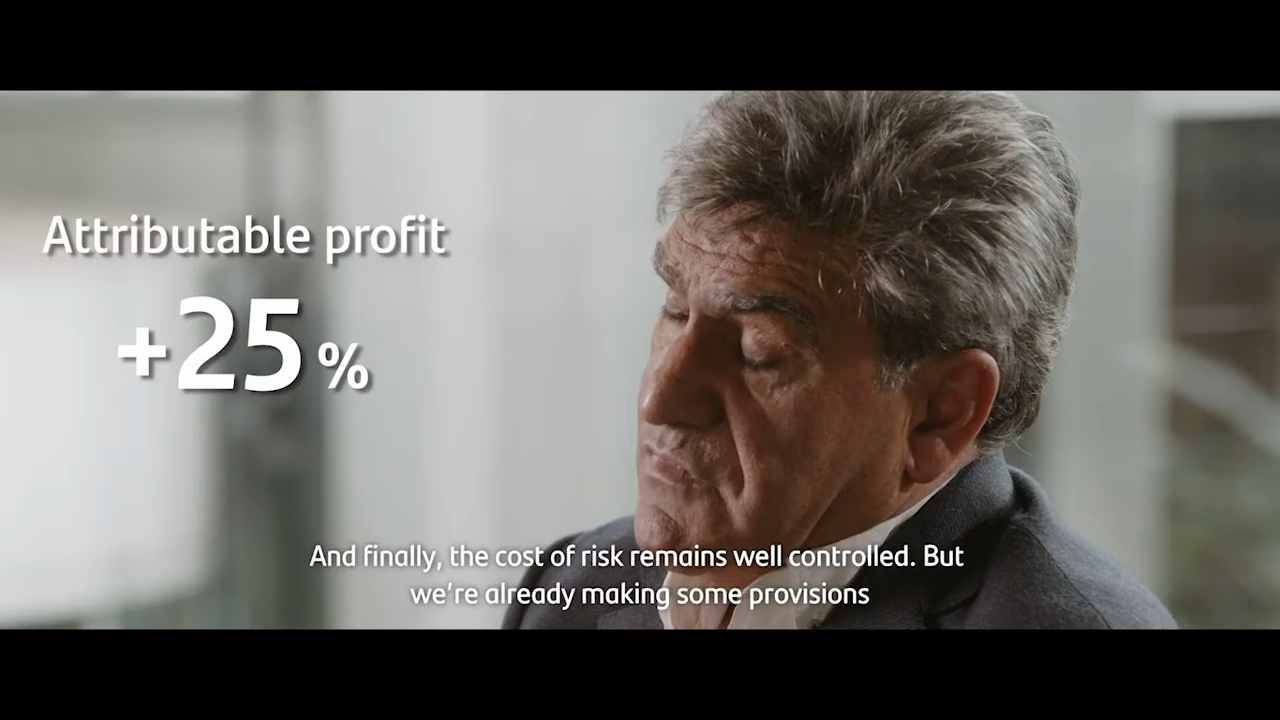 Attributable profit
+25 %
And finally, the cost of risk remains well controlled. But
we're already making some provisions